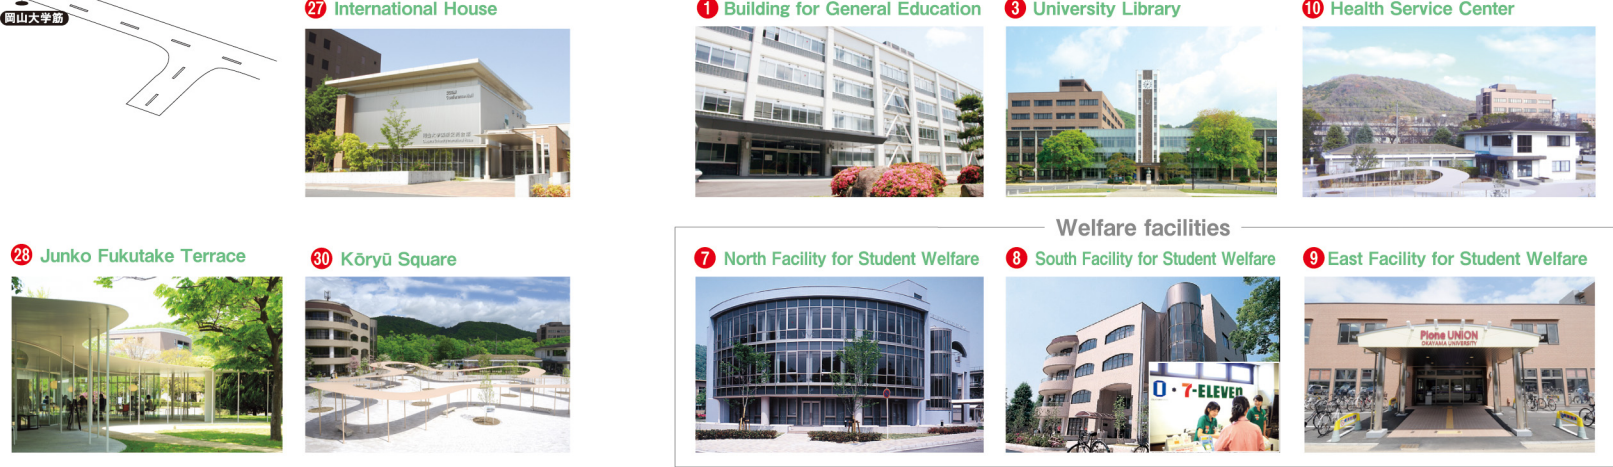 岡山大学筋
27 International House
1 Building for General Education
3 University Library
10 Health Service Center
Welfare facilities
28 Junko Fukutake Terrace
30 Kōryū Square
7 North Facility for Student Welfare
8 South Facility for Student Welfare
9 East Facility for Student Welfare
7-ELEVEn
Pione UNION
OKAYAMA UNIVERSITY